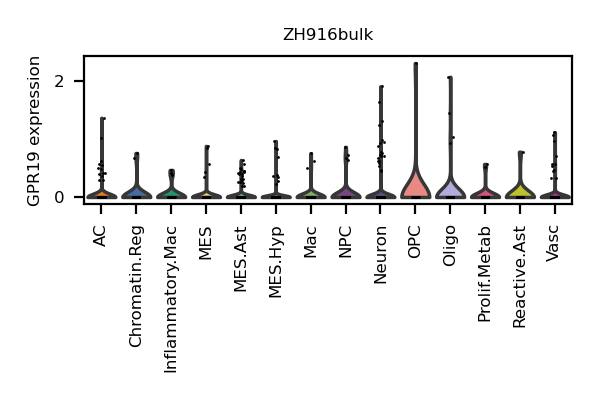 ZH916bulk
GPR19 expression
2
0
AC
Chromatin.Reg
Inflammatory.Mac
MES
MES.Ast
MES.Hyp
Mac
NPC
Neuron
OPC
Oligo
Prolif.Metab
Reactive.Ast
Vasc